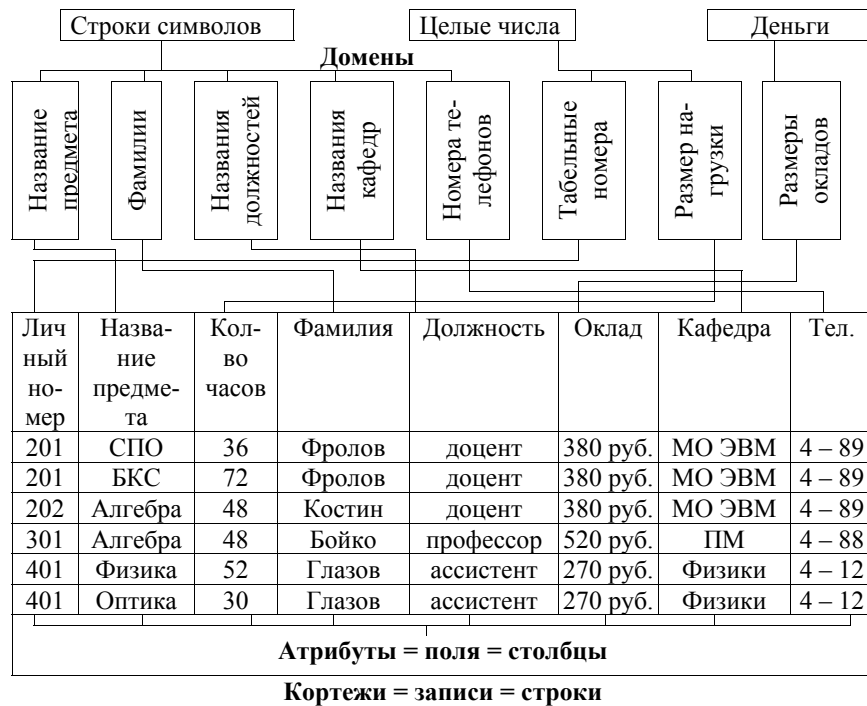 Строки символов Целые числа Деньги
Домены
Название
предмета
Фамилии
Названия
должностей
Названия
кафедр
Номера те-
лефонов
Табельные
номера
Размер на-
грузки
Размеры
окладов
Лич Назва- Кол- Фамилия Должность Оклад Кафедра Тел.
ный ние во
но- предме- часов
мер та
201 СПО 36 Фролов доцент 380 руб. МО ЭВМ 4 – 89
201 БКС 72 Фролов доцент 380 руб. МО ЭВМ 4 – 89
202 Алгебра 48 Костин доцент 380 руб. МО ЭВМ 4 – 89
301 Алгебра 48 Бойко профессор 520 руб. ПМ 4 – 88
401 Физика 52 Глазов ассистент 270 руб. Физики 4 – 12
401 Оптика 30 Глазов ассистент 270 руб. Физики 4 – 12
Атрибуты = поля = столбцы
Кортежи = записи = строки